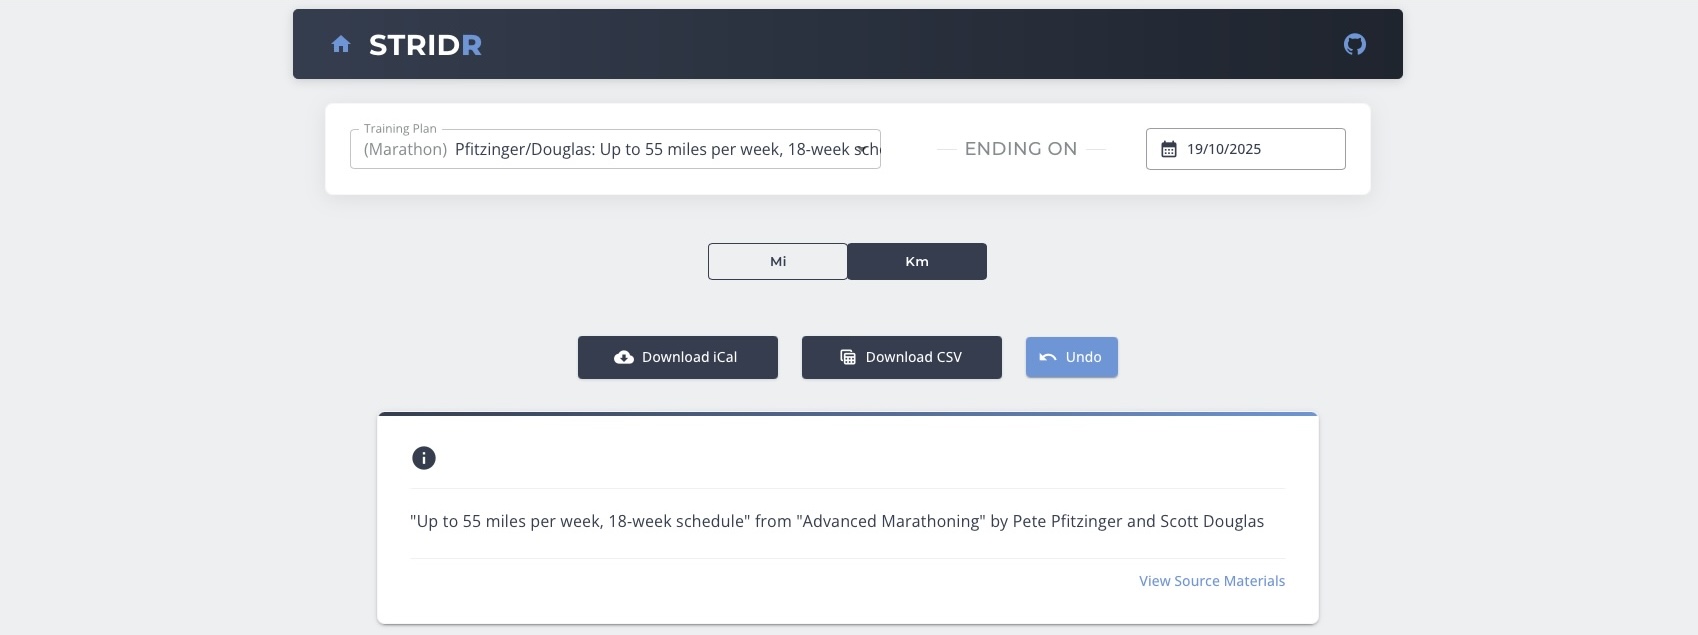 STRIDR
Training Plan
(Marathon) Pfitzinger/Douglas: Up to 55 miles per week, 18-week sche
ENDING ON
19/10/2025
Mi
Km
Download iCal
Download CSV
Undo
"Up to 55 miles per week, 18-week schedule" from "Advanced Marathoning" by Pete Pfitzinger and Scott Douglas
View Source Materials